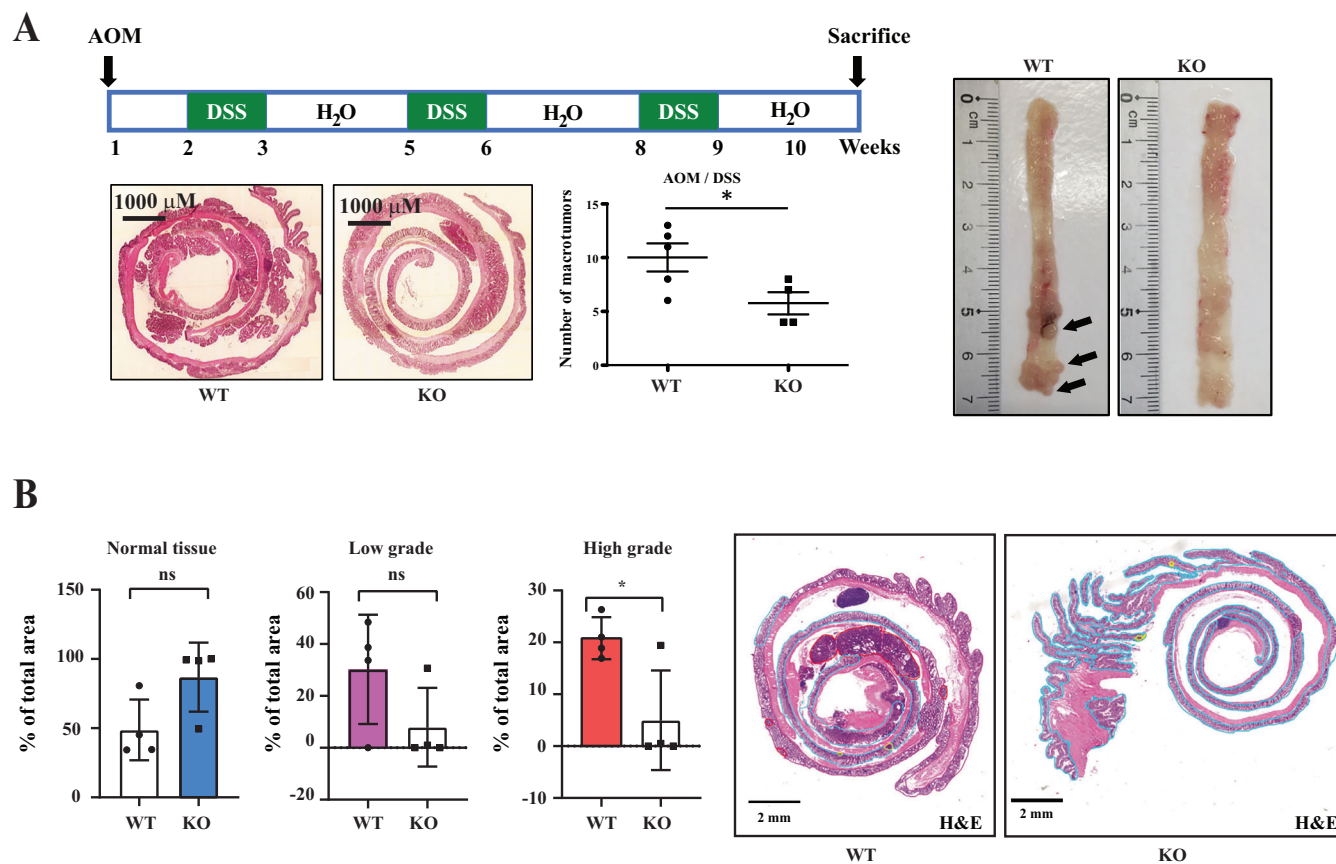 A
AOM
Sacrifice
DSS
H2O
DSS
H2O
DSS
H2O
1
2
3
5
6
8
9
10
Weeks
1000 µM
WT
1000 µM
KO
AOM / DSS
*
Number of macrotumors
15
10
5
0
WT
KO
WT
0
cm
1
2
3
4
5
6
7
KO
0
cm
1
2
3
4
5
6
7
B
Normal tissue
ns
% of total area
150
100
50
0
WT
KO
Low grade
ns
% of total area
60
40
20
0
-20
WT
KO
High grade
*
% of total area
30
20
10
0
-10
WT
KO
2 mm
H&E
WT
2 mm
H&E
KO